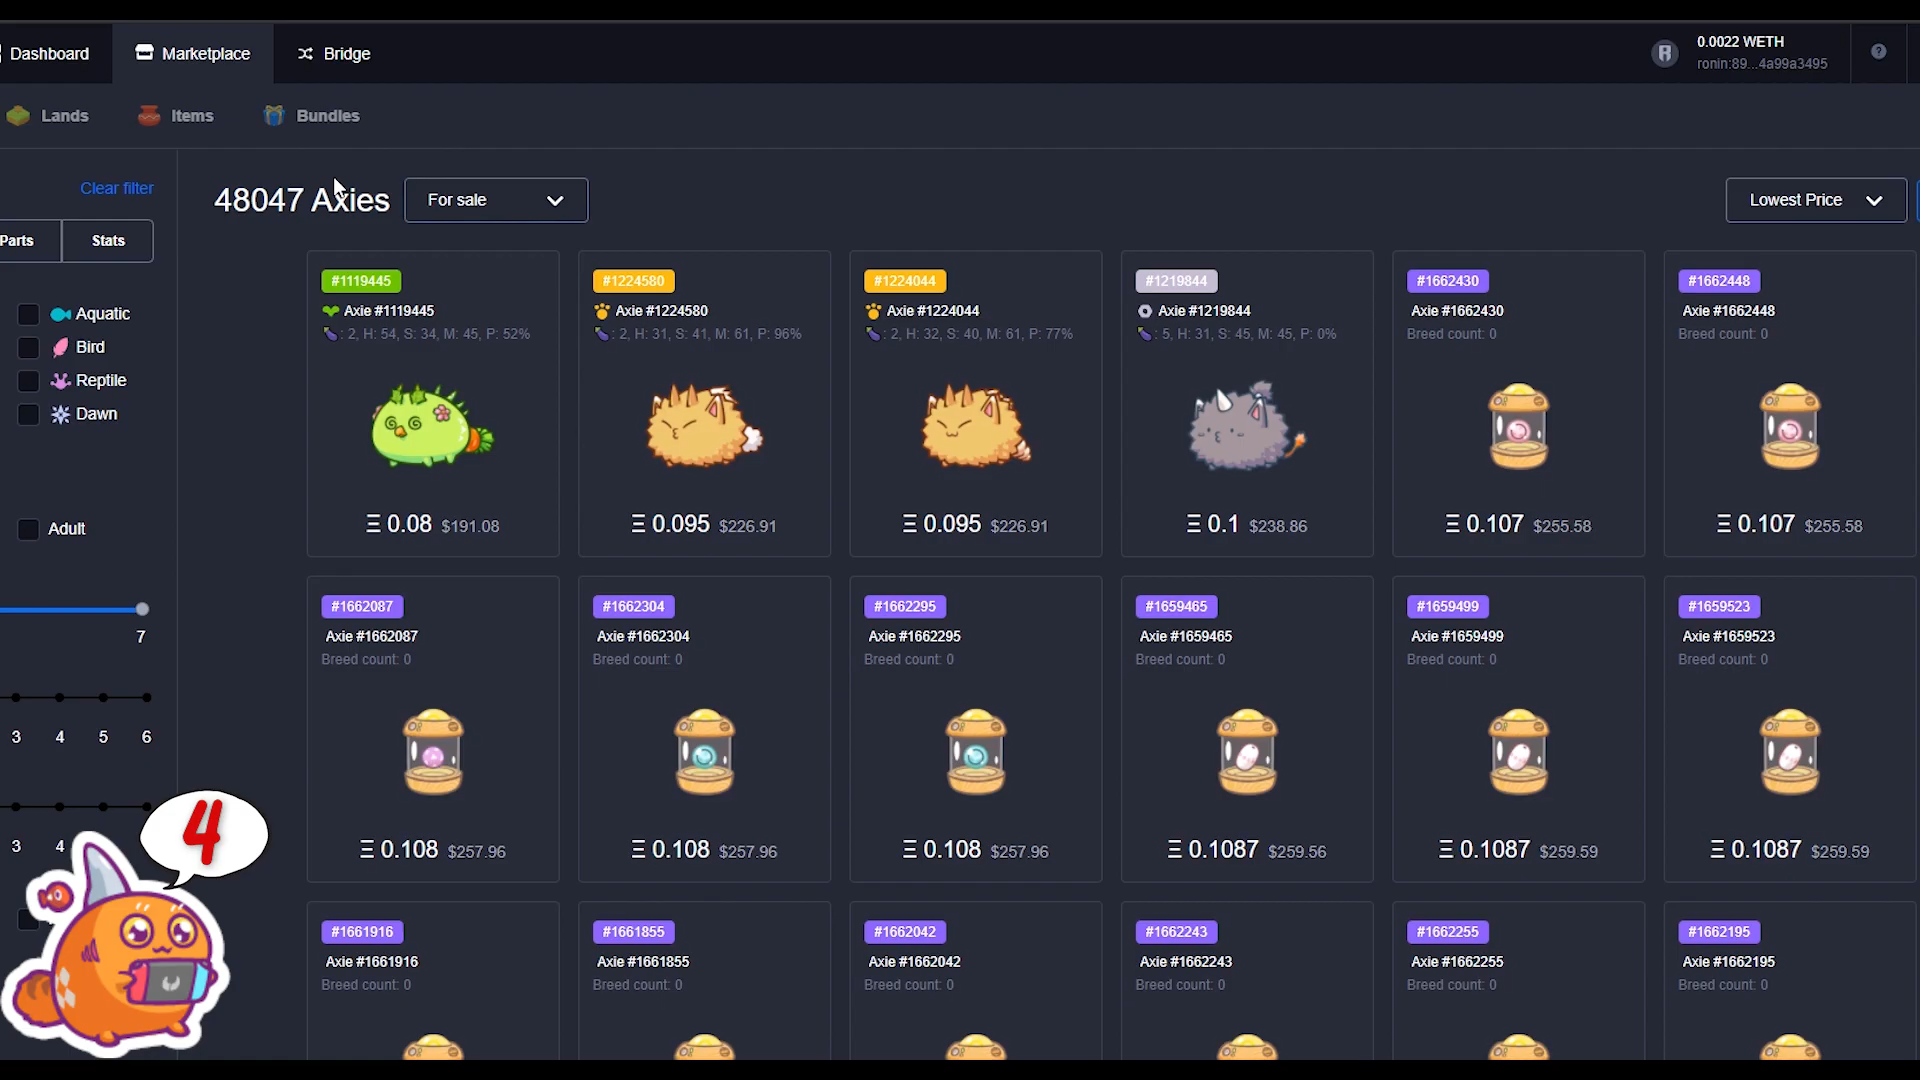 Dashboard
Marketplace
Bridge
0.0022 WETH
ronin:89...4a99a3495
?
Lands
Items
Bundles
Clear filter
48047 Axies
For sale
Lowest Price
Parts
Stats
Aquatic
Bird
Reptile
Dawn
Adult
7
3 4 5 6
3 4
4
#1119445
Axie #1119445
: 2, H: 54, S: 34, M: 45, P: 52%
Ξ 0.08 $191.08
#1224580
Axie #1224580
: 2, H: 31, S: 41, M: 61, P: 96%
Ξ 0.095 $226.91
#1224044
Axie #1224044
: 2, H: 32, S: 40, M: 61, P: 77%
Ξ 0.095 $226.91
#1219844
Axie #1219844
: 5, H: 31, S: 45, M: 45, P: 0%
Ξ 0.1 $238.86
#1662430
Axie #1662430
Breed count: 0
Ξ 0.107 $255.58
#1662448
Axie #1662448
Breed count: 0
Ξ 0.107 $255.58
#1662087
Axie #1662087
Breed count: 0
Ξ 0.108 $257.96
#1662304
Axie #1662304
Breed count: 0
Ξ 0.108 $257.96
#1662295
Axie #1662295
Breed count: 0
Ξ 0.108 $257.96
#1659465
Axie #1659465
Breed count: 0
Ξ 0.1087 $259.56
#1659499
Axie #1659499
Breed count: 0
Ξ 0.1087 $259.59
#1659523
Axie #1659523
Breed count: 0
Ξ 0.1087 $259.59
#1661916
Axie #1661916
Breed count: 0
#1661855
Axie #1661855
Breed count: 0
#1662042
Axie #1662042
Breed count: 0
#1662243
Axie #1662243
Breed count: 0
#1662255
Axie #1662255
Breed count: 0
#1662195
Axie #1662195
Breed count: 0